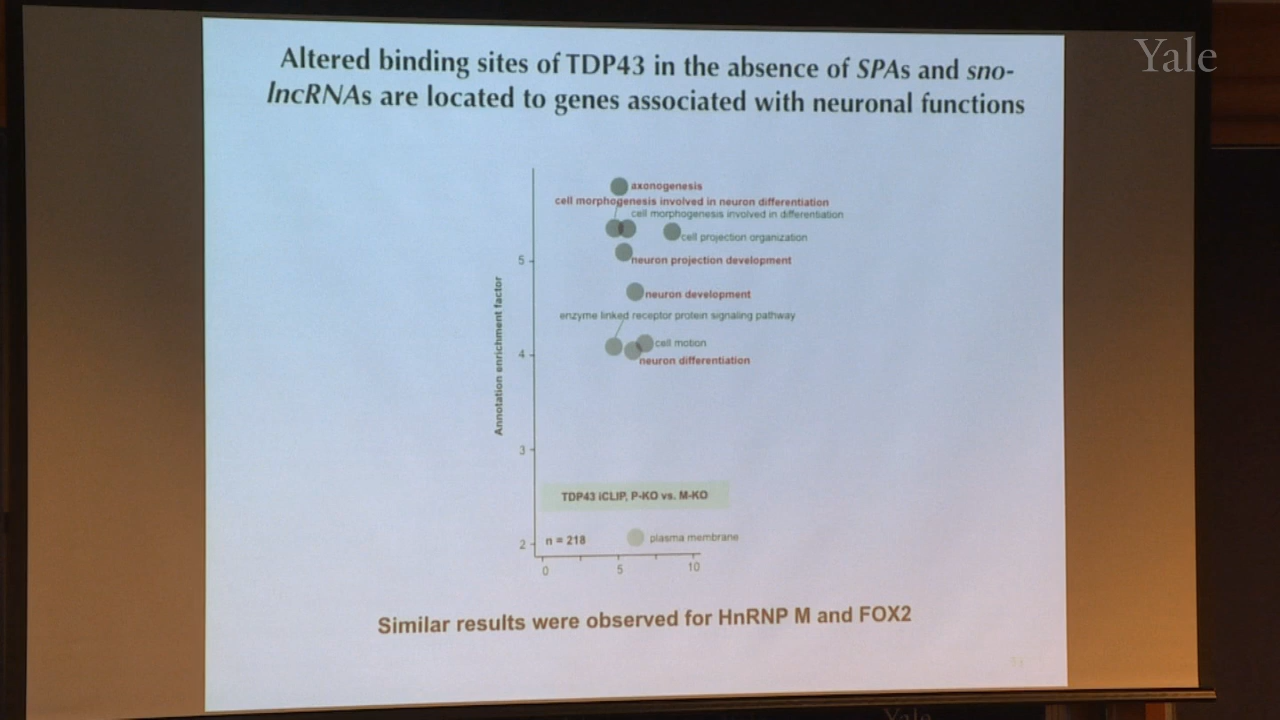 Yale
Altered binding sites of TDP43 in the absence of SPAs and sno-
lncRNAs are located to genes associated with neuronal functions
axonogenesis
cell morphogenesis involved in neuron differentiation
cell morphogenesis involved in differentiation
cell projection organization
5
neuron projection development
neuron development
enzyme linked receptor protein signaling pathway
cell motion
4
neuron differentiation
Annotation enrichment factor
3
TDP43 iCLIP, P-KO vs. M-KO
2
n = 218
plasma membrane
0 5 10
Similar results were observed for HnRNP M and FOX2
Yale